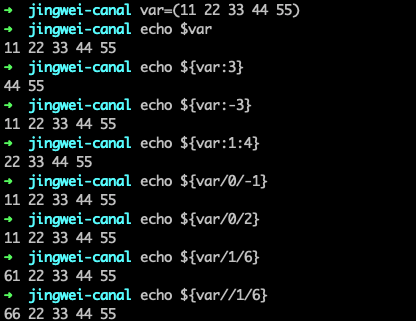 ➜ jingwei-canal var=(11 22 33 44 55)
➜ jingwei-canal echo $var
11 22 33 44 55
➜ jingwei-canal echo ${var:3}
44 55
➜ jingwei-canal echo ${var:-3}
11 22 33 44 55
➜ jingwei-canal echo ${var:1:4}
22 33 44 55
➜ jingwei-canal echo ${var/0/-1}
11 22 33 44 55
➜ jingwei-canal echo ${var/0/2}
11 22 33 44 55
➜ jingwei-canal echo ${var/1/6}
61 22 33 44 55
➜ jingwei-canal echo ${var//1/6}
66 22 33 44 55